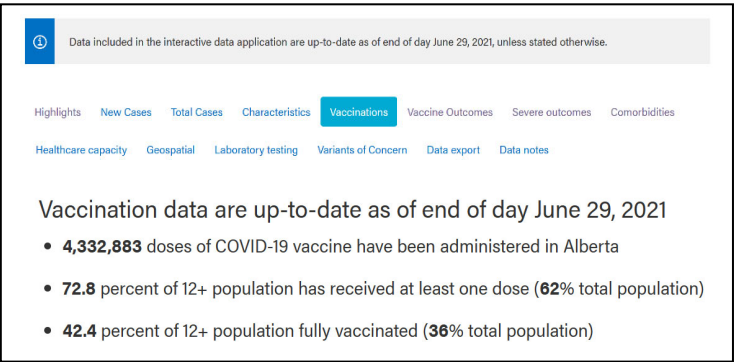 Data included in the interactive data application are up-to-date as of end of day June 29, 2021, unless stated otherwise.
Highlights New Cases Total Cases Characteristics Vaccinations Vaccine Outcomes Severe outcomes Comorbidities
Healthcare capacity Geospatial Laboratory testing Variants of Concern Data export Data notes
Vaccination data are up-to-date as of end of day June 29, 2021
• 4,332,883 doses of COVID-19 vaccine have been administered in Alberta
• 72.8 percent of 12+ population has received at least one dose (62% total population)
• 42.4 percent of 12+ population fully vaccinated (36% total population)